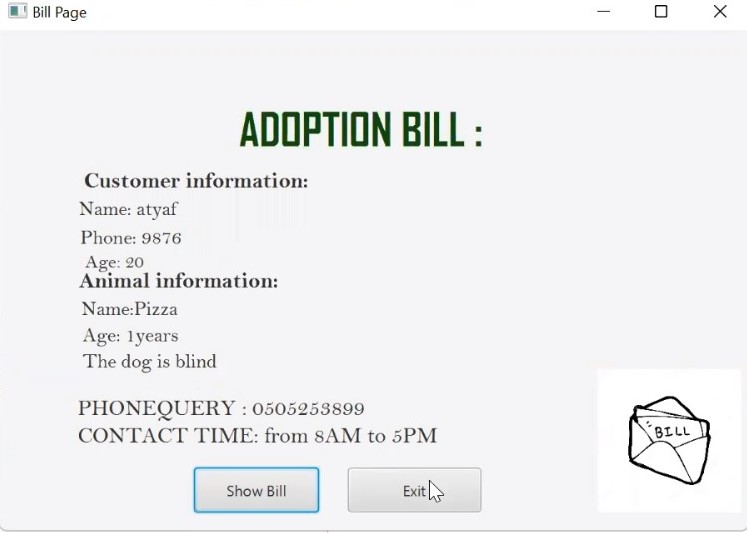 Bill Page
ADOPTION BILL :
Customer information:
Name: atyaf
Phone: 9876
Age: 20
Animal information:
Name:Pizza
Age: 1years
The dog is blind
PHONEQUERY : 0505253899
CONTACT TIME: from 8AM to 5PM
BILL
Show Bill
Exit